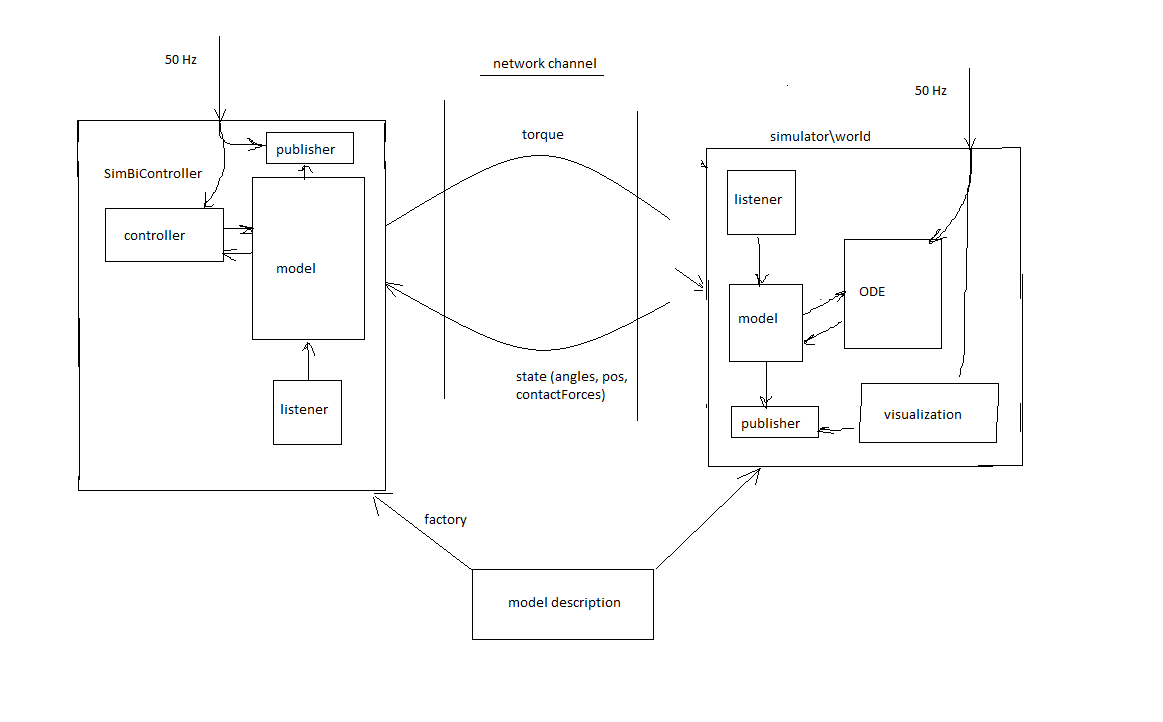 network channel
50 Hz
50 Hz
torque
simulator\world
publisher
SimBiController
controller
model
listener
listener
model
ODE
publisher
visualization
state (angles, pos,
contactForces)
factory
model description